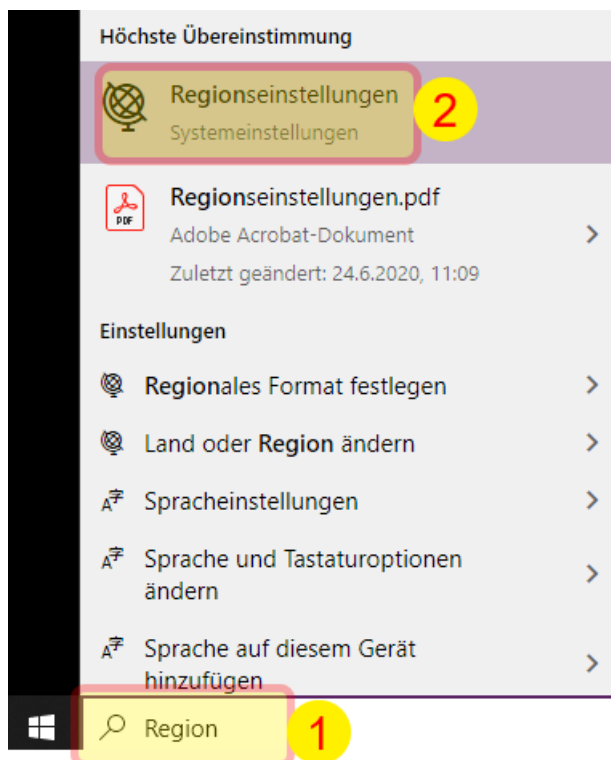 Höchste Übereinstimmung
Regionseinstellungen
2
Systemeinstellungen
Regionseinstellungen.pdf
PDF
Adobe Acrobat-Dokument
Zuletzt geändert: 24.6.2020, 11:09
Einstellungen
Regionales Format festlegen
Land oder Region ändern
Spracheinstellungen
Sprache und Tastaturoptionen
ändern
Sprache auf diesem Gerät
hinzufügen
Region
1